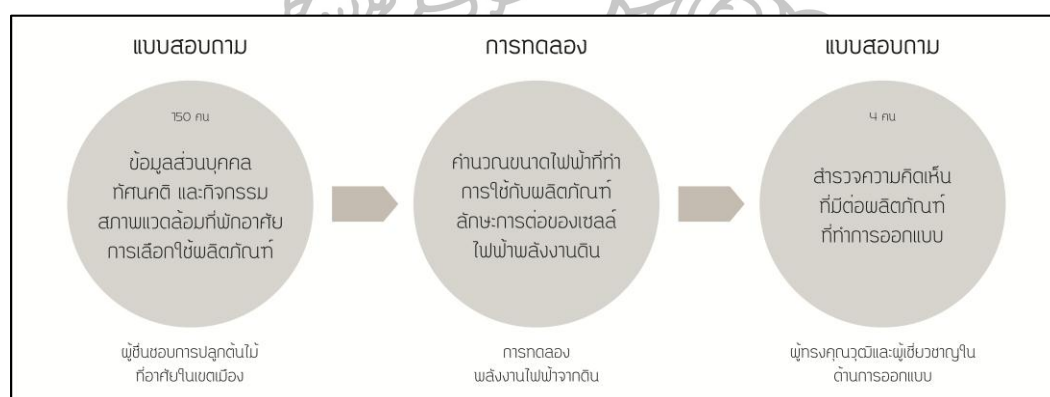 แบบสอบถาม
150 คน
ข้อมูลส่วนบุคคล
ทัศนคติ และกิจกรรม
สภาพแวดล้อมที่พักอาศัย
การเลือกใช้ผลิตภัณฑ์
ผู้ชื่นชอบการปลูกต้นไม้
ที่อาศัยในเขตเมือง
การทดลอง
คำนวณขนาดไฟฟ้าที่ทำ
การใช้กับผลิตภัณฑ์
ลักษะการต่อของเซลล์
ไฟฟ้าพลังงานดิน
การทดลอง
พลังงานไฟฟ้าจากดิน
แบบสอบถาม
4 คน
สำรวจความคิดเห็น
ที่มีต่อผลิตภัณฑ์
ที่ทำการออกแบบ
ผู้ทรงคุณวุฒิและผู้เชี่ยวชาญใน
ด้านการออกแบบ